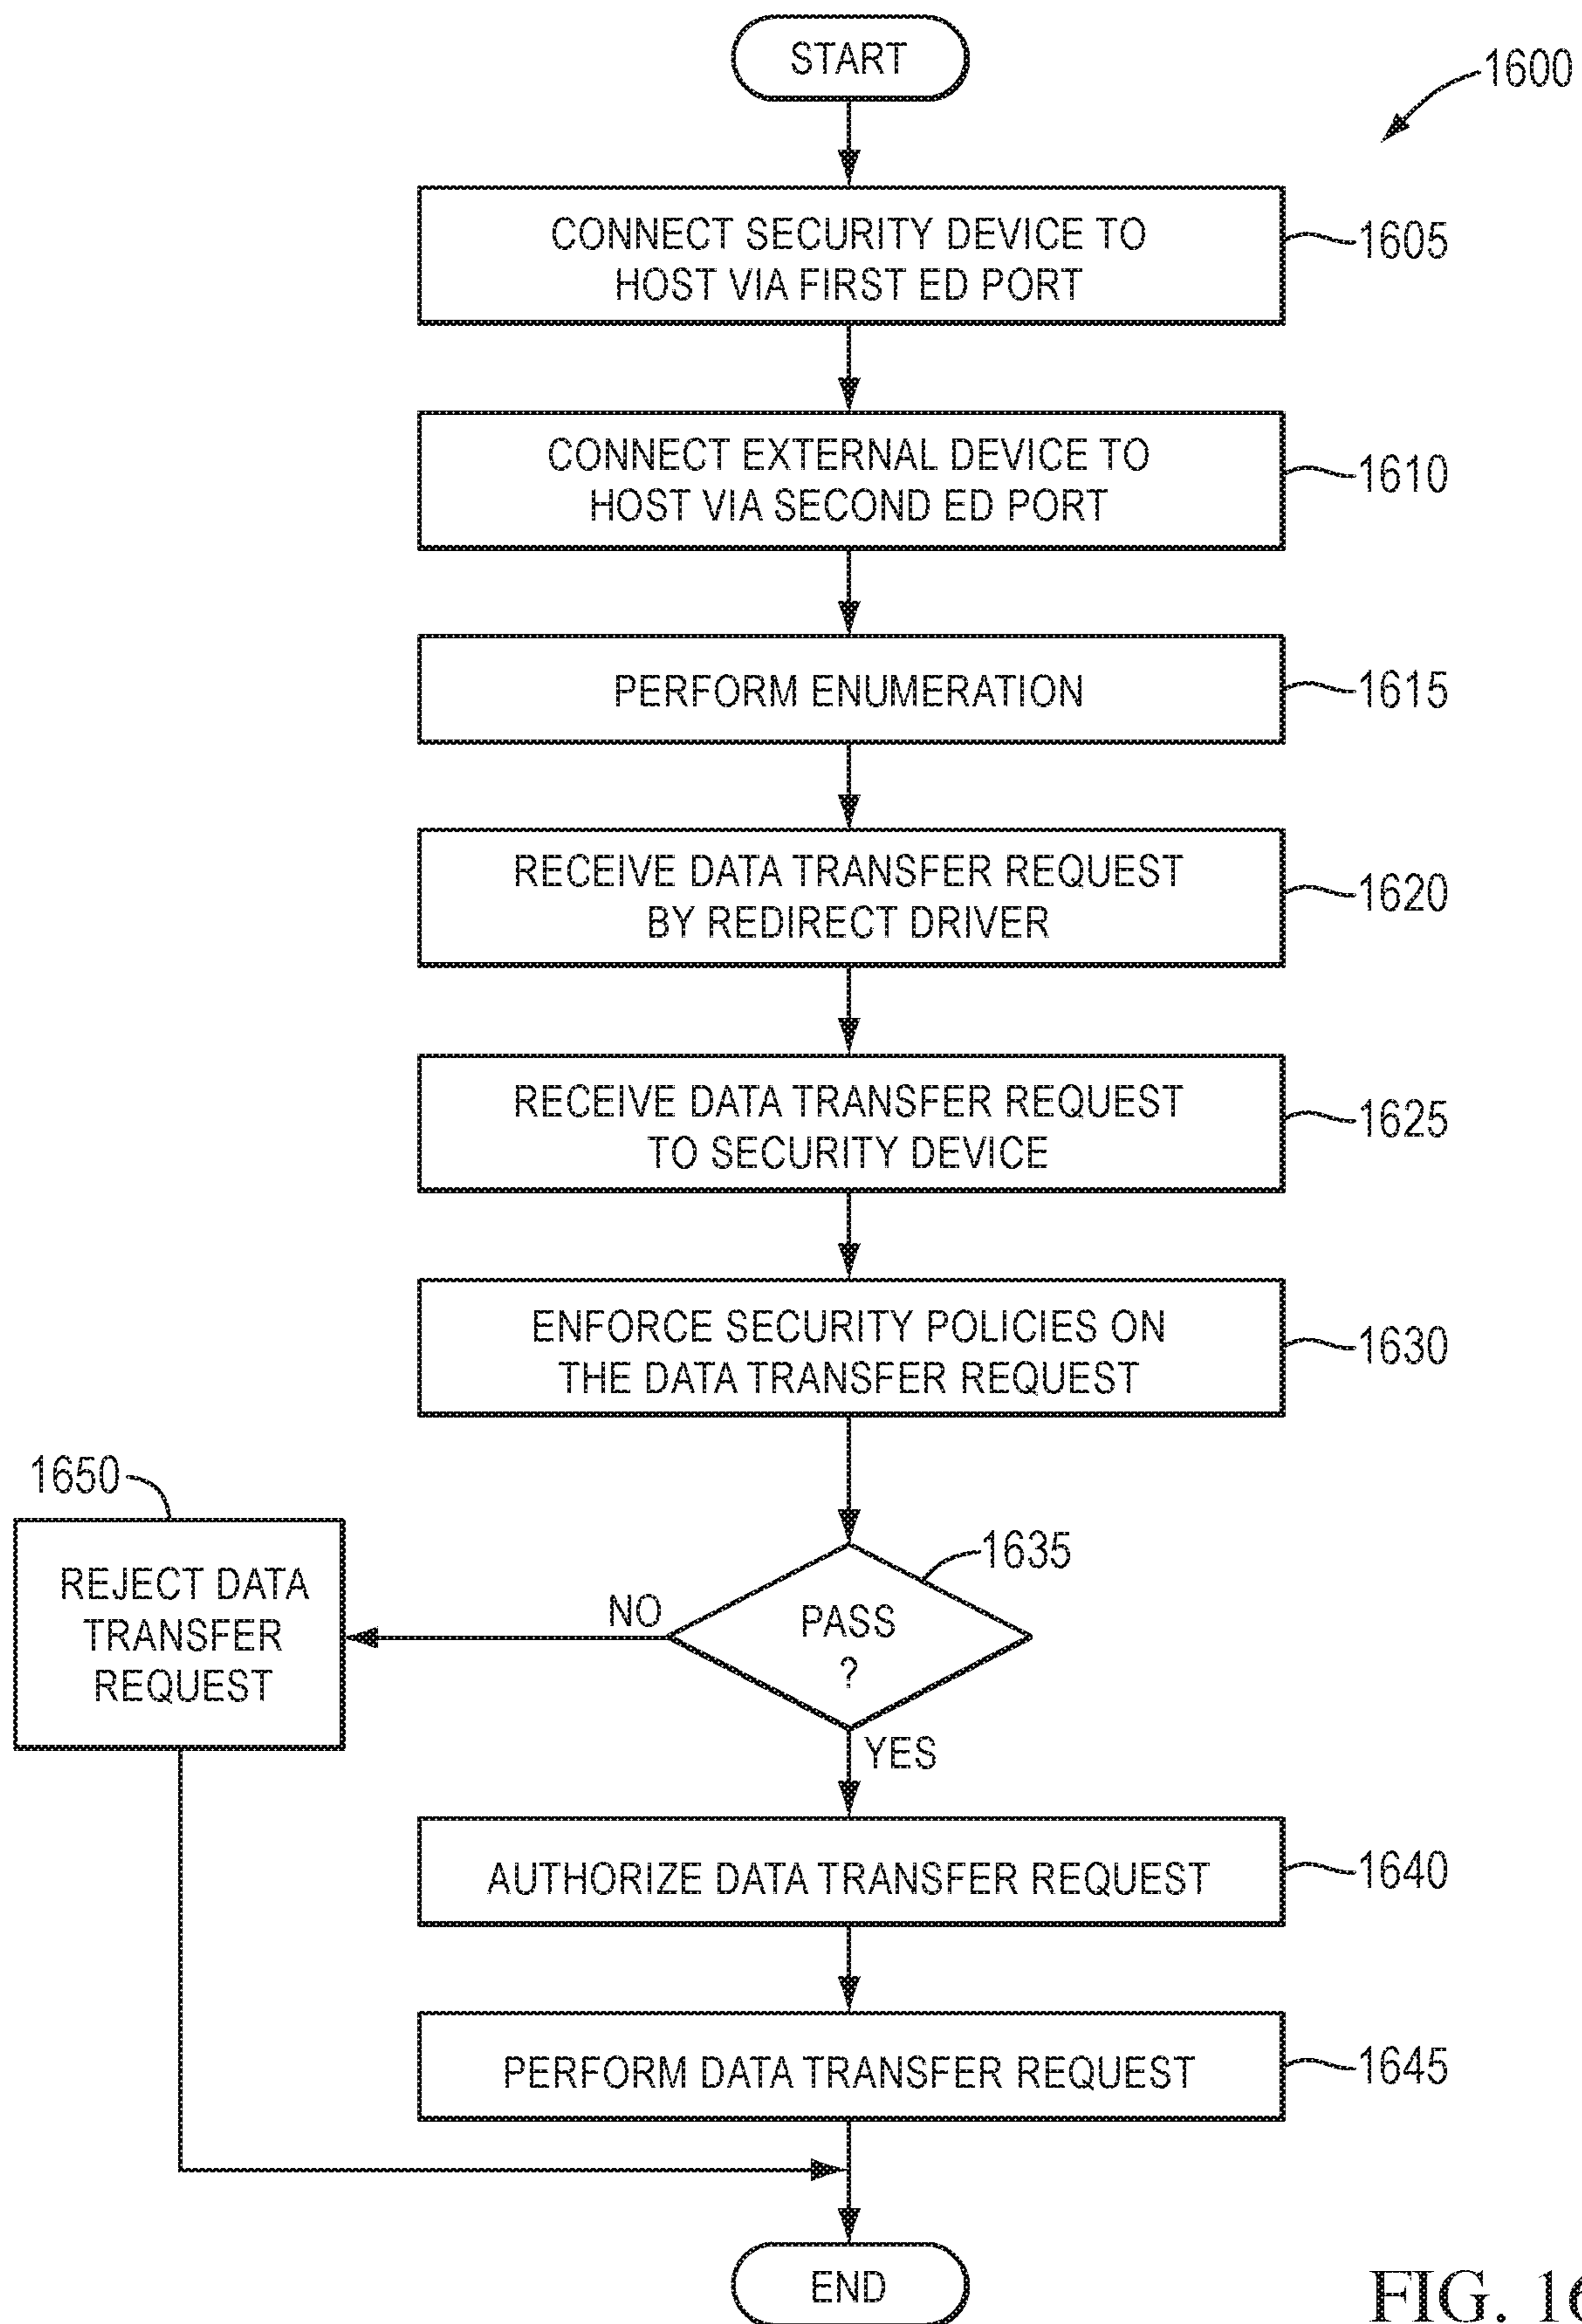 START
1600
CONNECT SECURITY DEVICE TO
HOST VIA FIRST ED PORT
1605
CONNECT EXTERNAL DEVICE TO
HOST VIA SECOND ED PORT
1610
PERFORM ENUMERATION
1615
RECEIVE DATA TRANSFER REQUEST
BY REDIRECT DRIVER
1620
RECEIVE DATA TRANSFER REQUEST
TO SECURITY DEVICE
1625
ENFORCE SECURITY POLICIES ON
THE DATA TRANSFER REQUEST
1630
1650
REJECT DATA
TRANSFER
REQUEST
NO
PASS
?
1635
YES
AUTHORIZE DATA TRANSFER REQUEST
1640
PERFORM DATA TRANSFER REQUEST
1645
END
FIG. 16